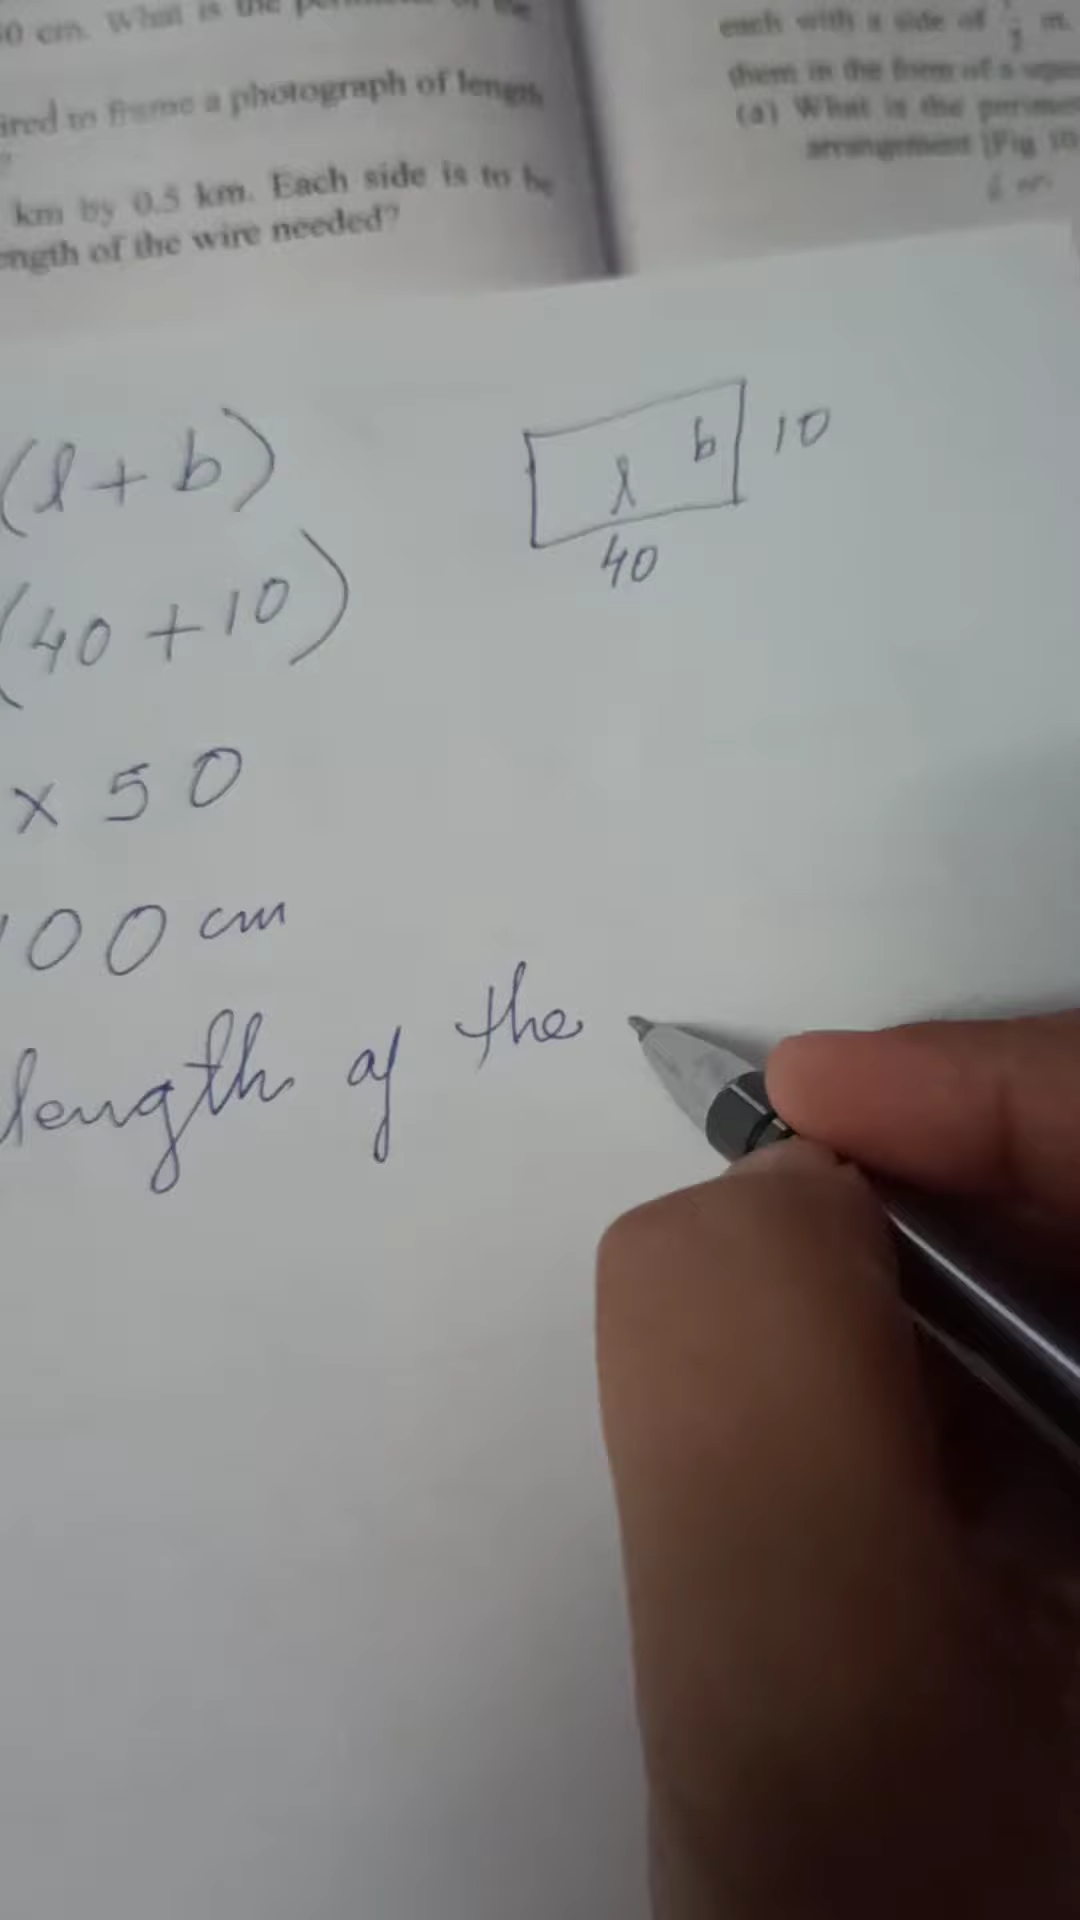 0 cm. What is the
ired to frame a photograph of length
?
km by 0.5 km. Each side is to be
ength of the wire needed?
each with a side of m.
them in the form of a
(a) What is the
arrangement [Fig 10
(l + b)
b 10
l
40
(40 + 10)
x 50
100 cm
length of the